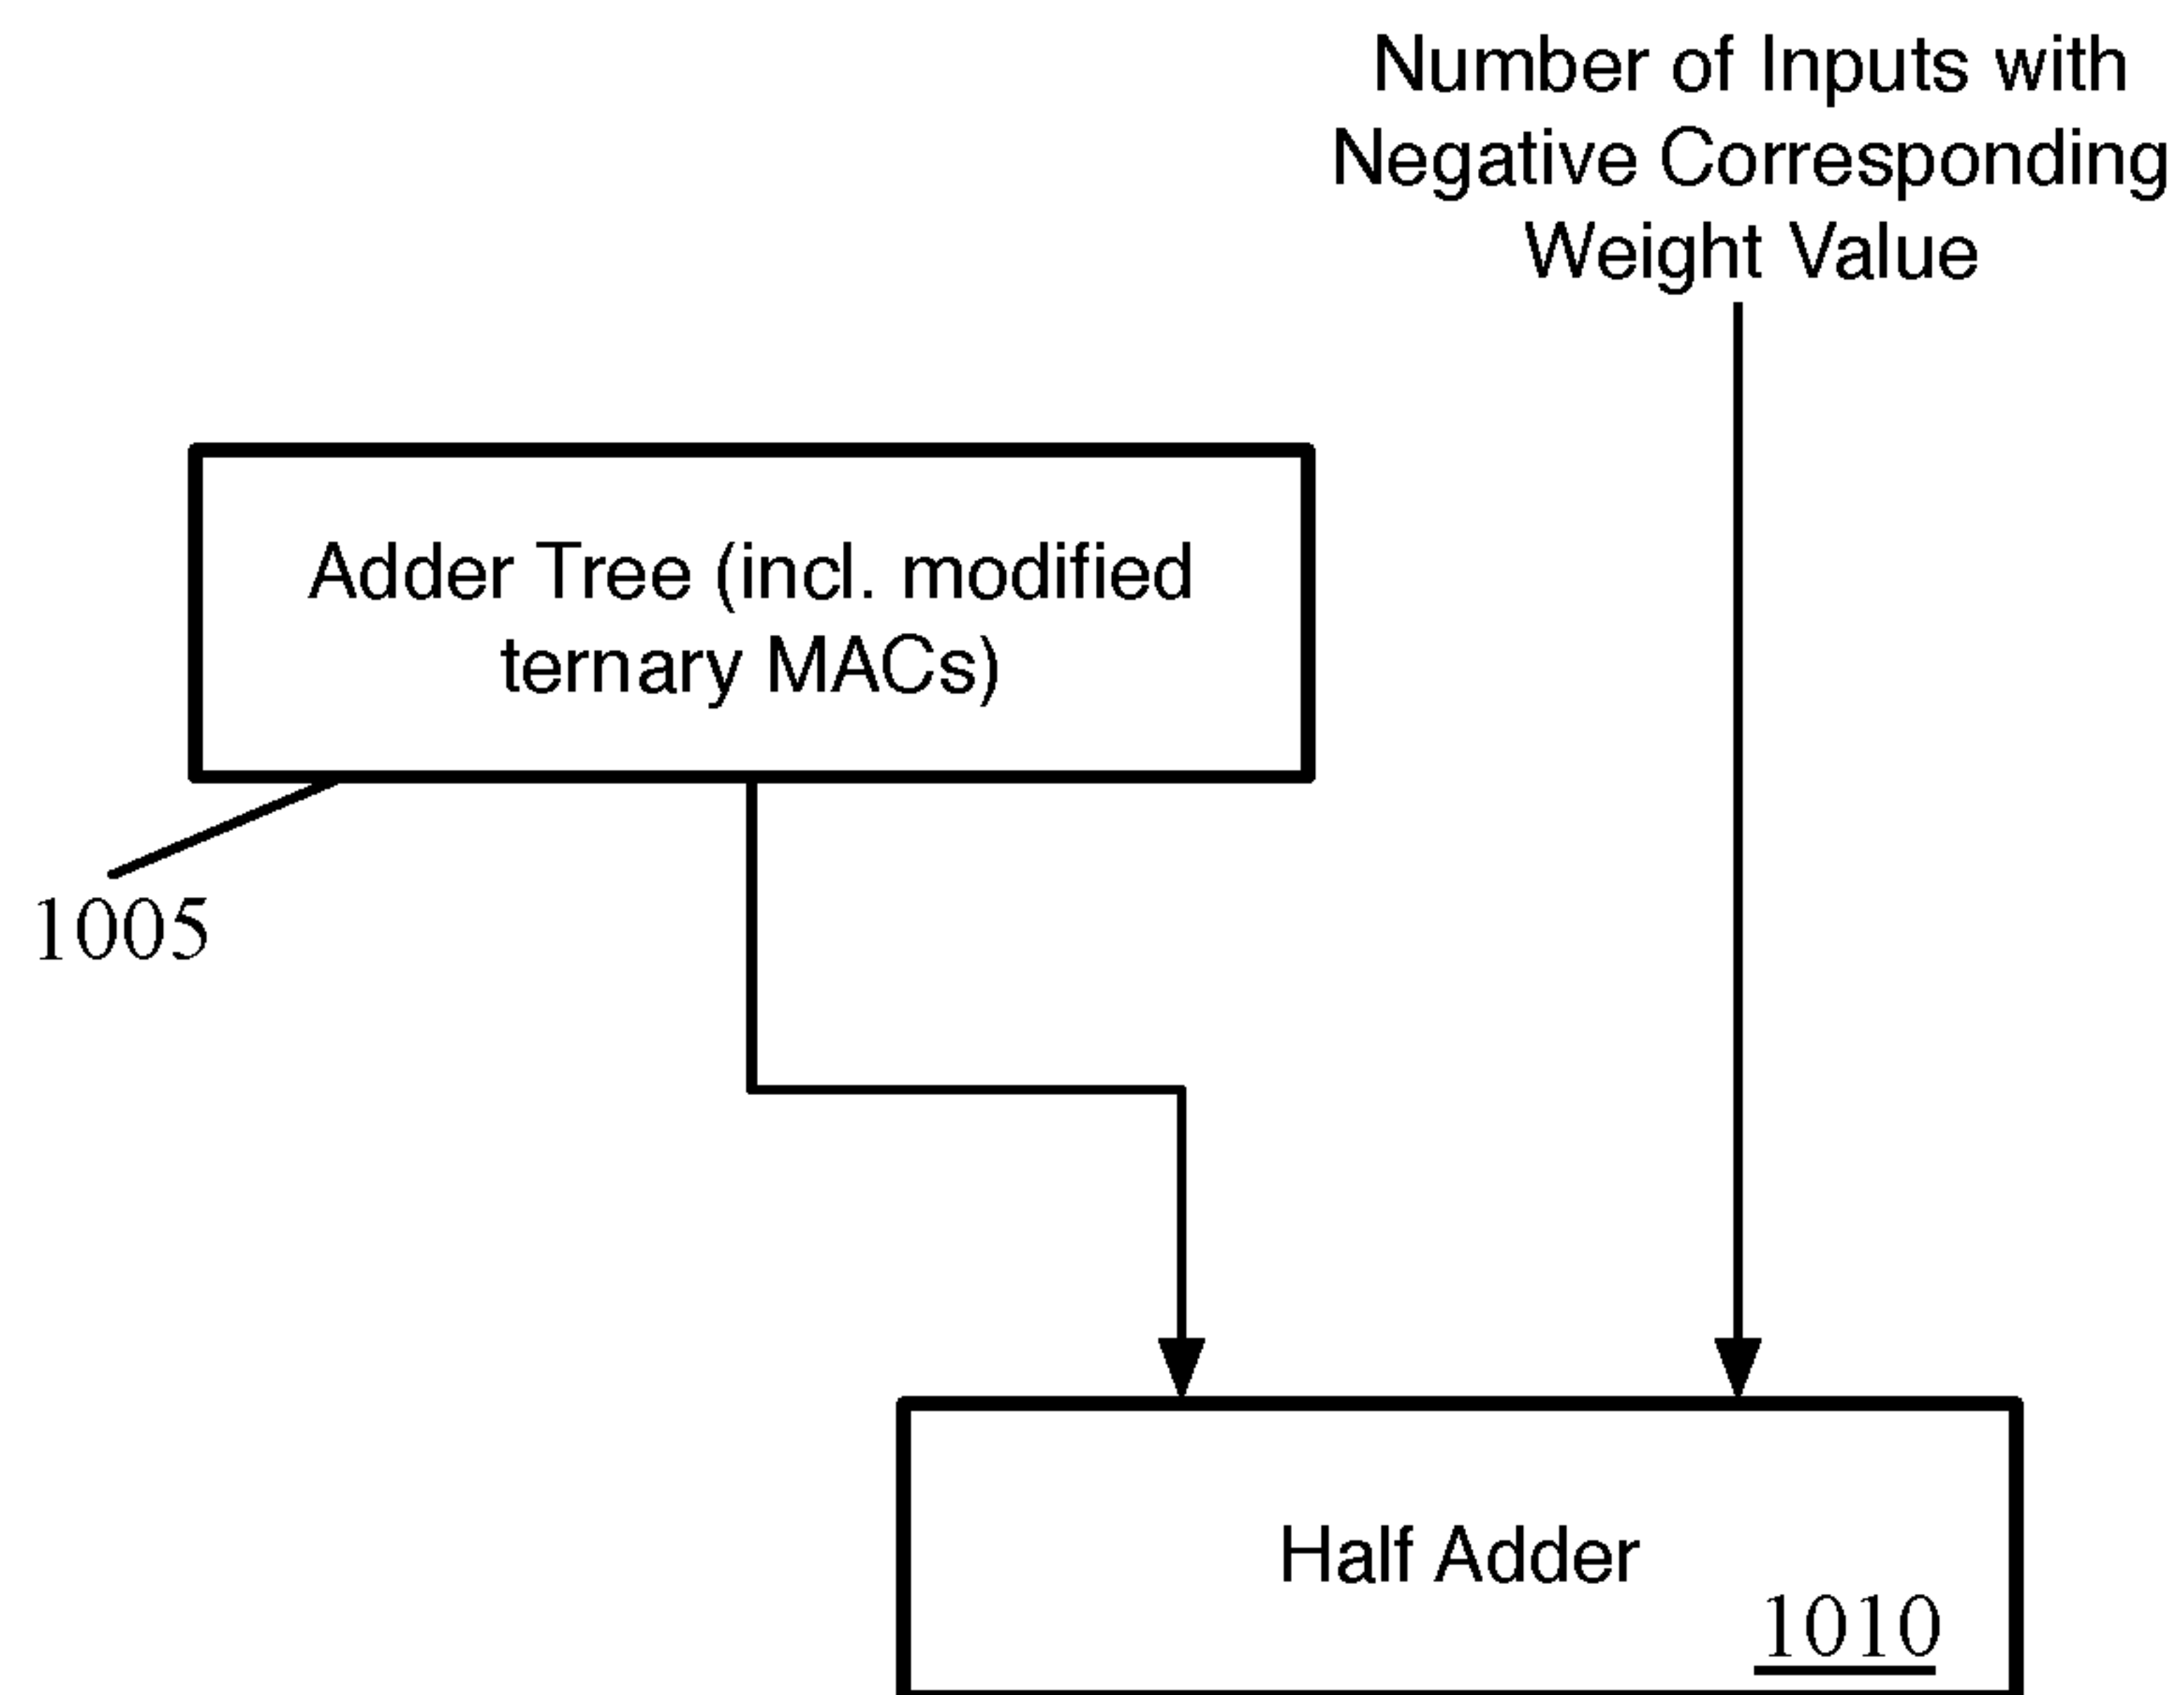 Number of Inputs with
Negative Corresponding
Weight Value
Adder Tree (incl. modified
ternary MACs)
1005
Half Adder
1010